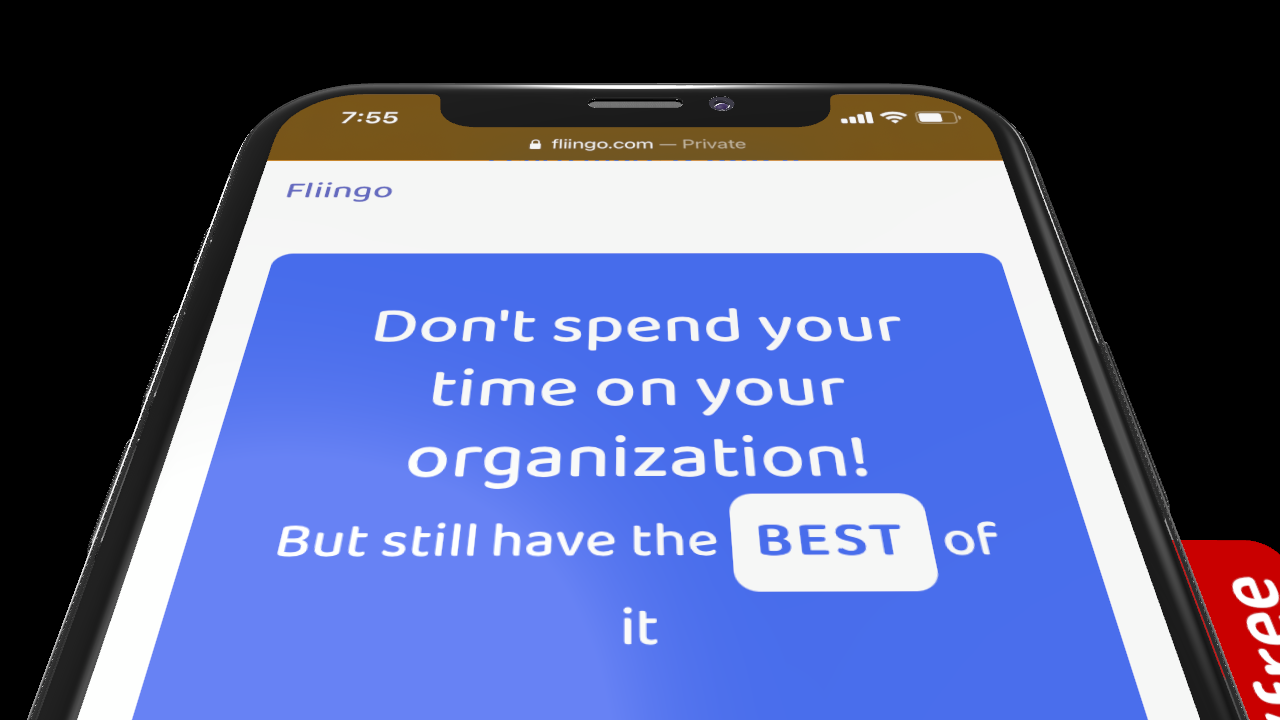 7:55
fliingo.com — Private
Fliingo
Don't spend your
time on your
organization!
But still have the BEST of
it
free